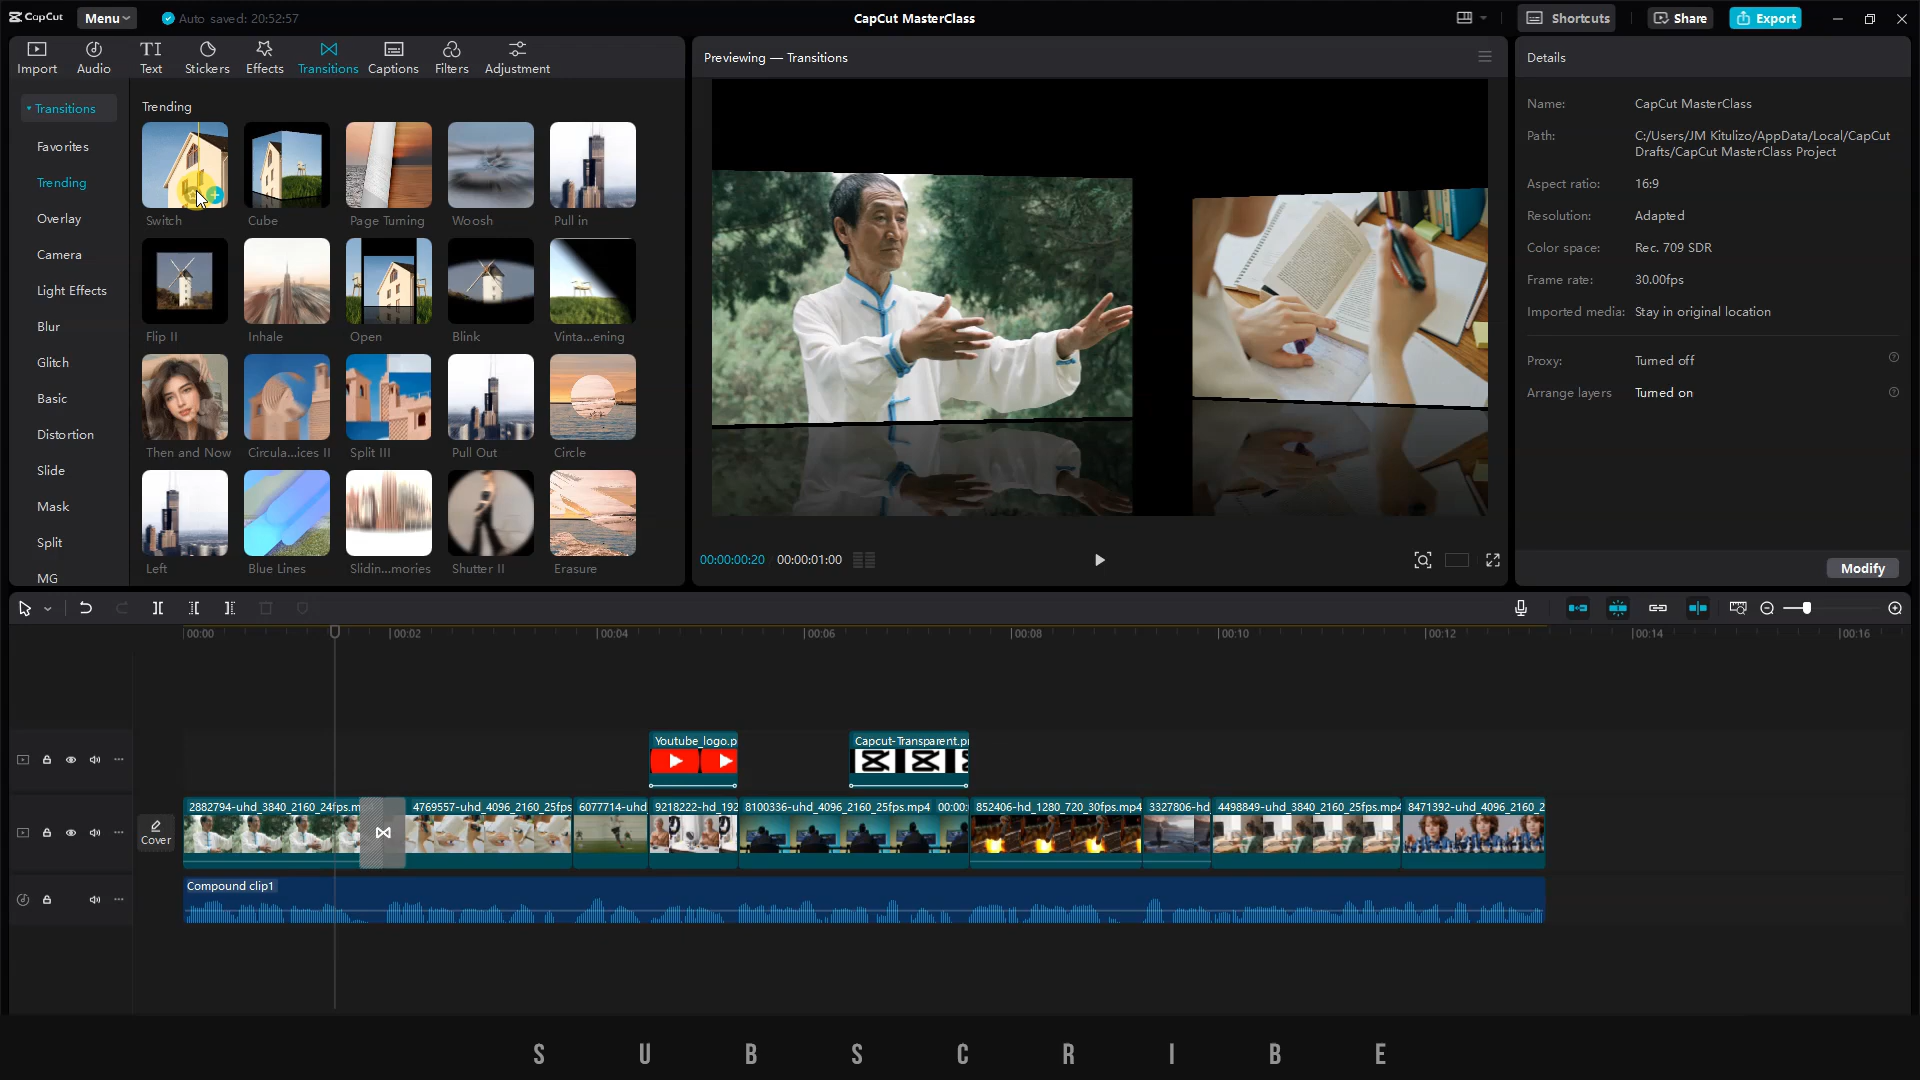 CapCut
Menu
Auto saved: 20:52:57
CapCut MasterClass
Shortcuts
Share
Export
Import
Audio
Text
Stickers
Effects
Transitions
Captions
Filters
Adjustment
Transitions
Favorites
Trending
Overlay
Camera
Light Effects
Blur
Glitch
Basic
Distortion
Slide
Mask
Split
MG
Trending
Switch
Cube
Page Turning
Woosh
Pull in
Flip II
Inhale
Open
Blink
Vinta...ening
Then and Now
Circula...ices II
Split III
Pull Out
Circle
Left
Blue Lines
Slidin...mories
Shutter II
Erasure
Previewing — Transitions
00:00:00:20
00:00:01:00
Details
Name: CapCut MasterClass
Path: C:/Users/JM Kitulizo/AppData/Local/CapCut
Drafts/CapCut MasterClass Project
Aspect ratio: 16:9
Resolution: Adapted
Color space: Rec. 709 SDR
Frame rate: 30.00fps
Imported media: Stay in original location
Proxy: Turned off
Arrange layers Turned on
Modify
00:00
00:02
00:04
00:06
00:08
00:10
00:12
00:14
00:16
Youtube_logo.p
Capcut-Transparent.pr
Cover
2882794-uhd_3840_2160_24fps.m
4769557-uhd_4096_2160_25fps
6077714-uhd
9218222-hd_192
8100336-uhd_4096_2160_25fps.mp4 00:00:
852406-hd_1280_720_30fps.mp4
3327806-hd
4498849-uhd_3840_2160_25fps.mp4
8471392-uhd_4096_2160_2
Compound clip1
SUBSCRIBE